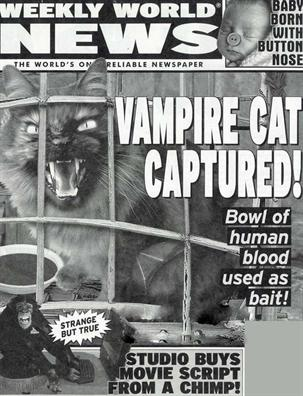 WEEKLY WORLD
NEWS
THE WORLD'S ONLY RELIABLE NEWSPAPER
BABY
BORN
WITH
BUTTON
NOSE
VAMPIRE CAT
CAPTURED!
Bowl of
human
blood
used as
bait!
STRANGE
BUT TRUE
STUDIO BUYS
MOVIE SCRIPT
FROM A CHIMP!